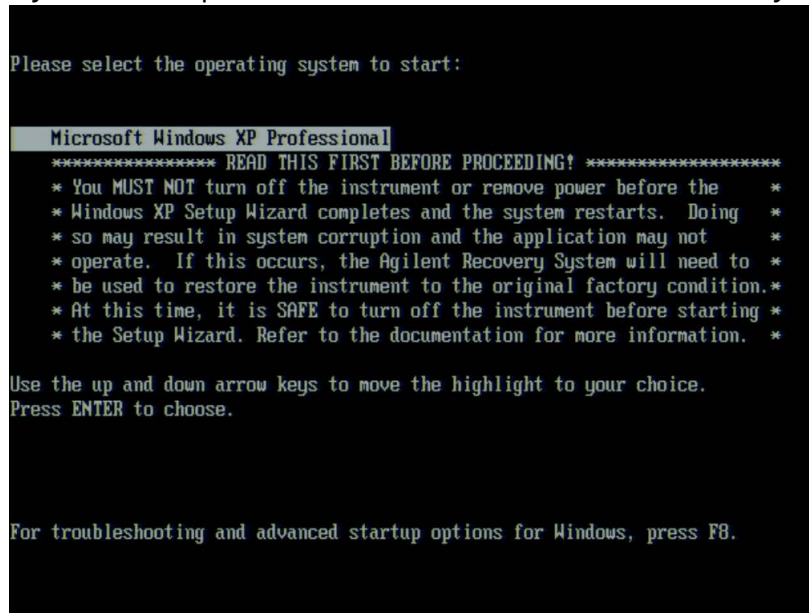 Please select the operating system to start:
Microsoft Windows XP Professional
**************** READ THIS FIRST BEFORE PROCEEDING! *******************
* You MUST NOT turn off the instrument or remove power before the *
* Windows XP Setup Wizard completes and the system restarts. Doing *
* so may result in system corruption and the application may not *
* operate. If this occurs, the Agilent Recovery System will need to *
* be used to restore the instrument to the original factory condition.*
* At this time, it is SAFE to turn off the instrument before starting *
* the Setup Wizard. Refer to the documentation for more information. *
Use the up and down arrow keys to move the highlight to your choice.
Press ENTER to choose.
For troubleshooting and advanced startup options for Windows, press F8.